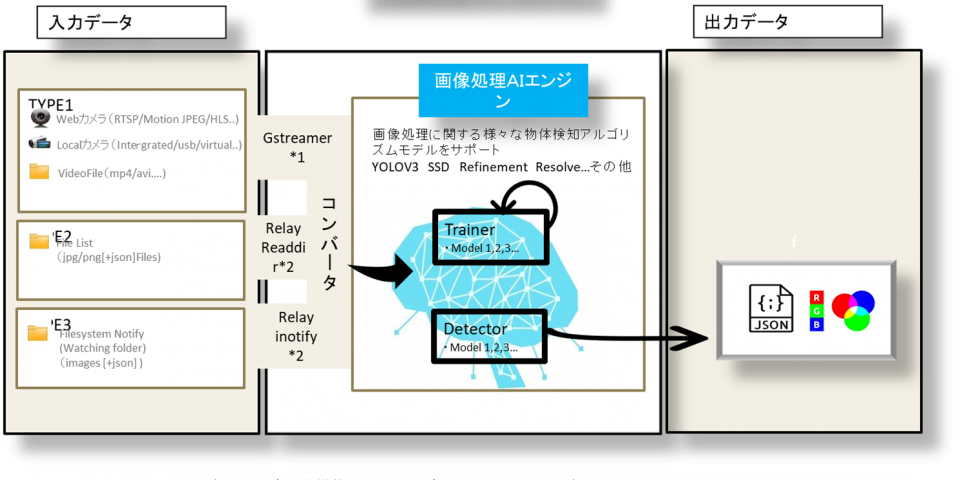 入力データ
出力データ
TYPE1
Webカメラ（RTSP/Motion JPEG/HLS..）
Localカメラ（Intergrated/usb/virtual..）
VideoFile（mp4/avi....）
'E2
File List
（jpg/png[+json]Files）
'E3
Filesystem Notify
(Watching folder)
（images [+json] ）
Gstreamer
*1
Relay
Readdi
r*2
Relay
inotify
*2
コンバータ
画像処理AIエンジ
ン
画像処理に関する様々な物体検知アルゴリ
ズムモデルをサポート
YOLOV3 SSD Refinement Resolve...その他
Trainer
・Model 1,2,3...
Detector
・Model 1,2,3...
f
{:}
JSON
R
G
B